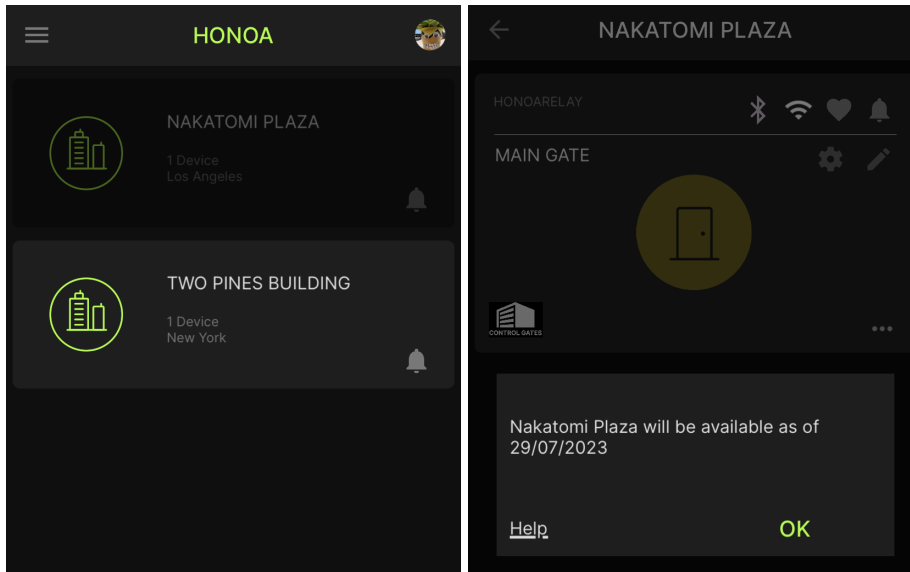 HONOA
NAKATOMI PLAZA
1 Device
Los Angeles
TWO PINES BUILDING
1 Device
New York
NAKATOMI PLAZA
HONOARELAY
MAIN GATE
CONTROL GATES
Nakatomi Plaza will be available as of
29/07/2023
Help
OK